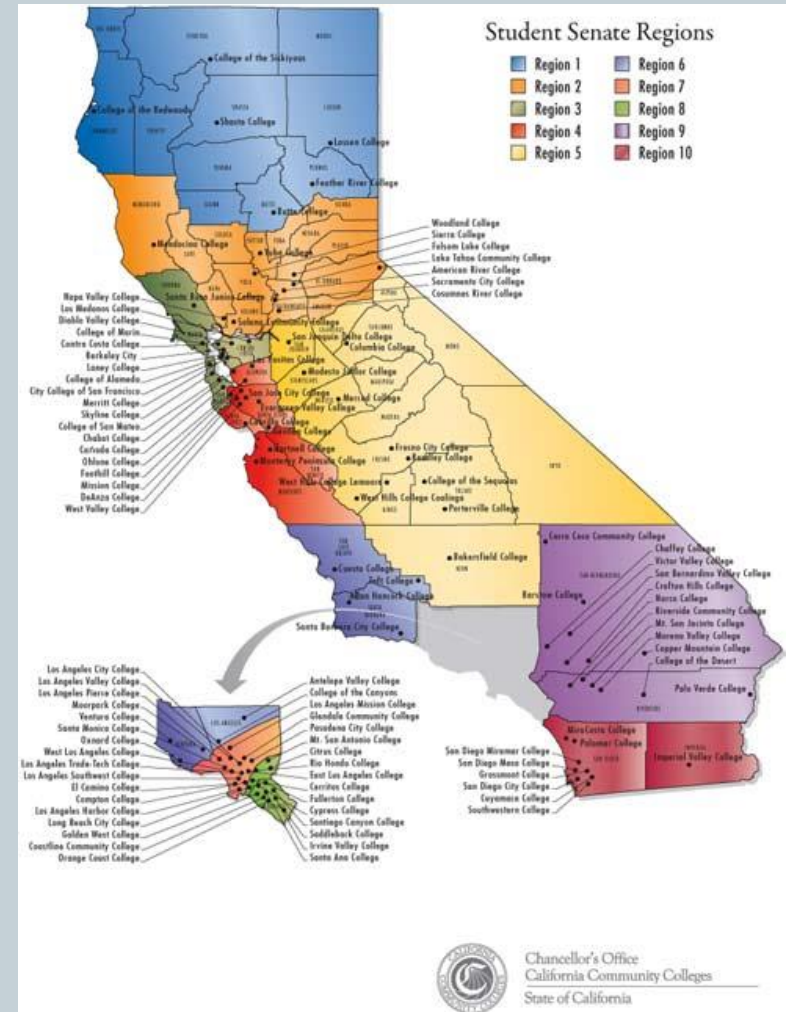 Student Senate Regions
Region 1
Region 2
Region 3
Region 4
Region 5
Region 6
Region 7
Region 8
Region 9
Region 10
College of the Siskiyous
College of the Redwoods
Shasta College
Lassen College
Feather River College
Butte College
Mendocino College
Yuba College
Woodland College
Sierra College
Folsom Lake College
Lake Tahoe Community College
American River College
Sacramento City College
Cosumnes River College
Santa Rosa Junior College
Solano Community College
Napa Valley College
Los Medanos College
Diablo Valley College
College of Marin
Contra Costa College
Berkeley City
Laney College
College of Alameda
City College of San Francisco
Merritt College
Skyline College
College of San Mateo
Chabot College
Cañada College
Ohlone College
Foothill College
Mission College
DeAnza College
West Valley College
San Joaquin Delta College
Columbia College
Las Positas College
Modesto Junior College
San Jose City College
Merced College
Evergreen Valley College
Cabrillo College
Gavilan College
Hartnell College
Monterey Peninsula College
Fresno City College
Reedley College
West Hills College Lemoore
College of the Sequoias
West Hills College Coalinga
Porterville College
Bakersfield College
Cuesta College
Taft College
Allan Hancock College
Santa Barbara City College
Cerro Coso Community College
Chaffey College
Victor Valley College
San Bernardino Valley College
Crafton Hills College
Barstow College
Norco College
Riverside Community College
Mt. San Jacinto College
Moreno Valley College
Copper Mountain College
College of the Desert
Palo Verde College
MiraCosta College
Palomar College
Imperial Valley College
San Diego Miramar College
San Diego Mesa College
Grossmont College
San Diego City College
Cuyamaca College
Southwestern College
Los Angeles City College
Los Angeles Valley College
Los Angeles Pierce College
Moorpark College
Ventura College
Santa Monica College
Oxnard College
West Los Angeles College
Los Angeles Trade-Tech College
Los Angeles Southwest College
El Camino College
Compton College
Los Angeles Harbor College
Long Beach City College
Golden West College
Coastline Community College
Orange Coast College
Antelope Valley College
College of the Canyons
Los Angeles Mission College
Glendale Community College
Pasadena City College
Mt. San Antonio College
Citrus College
Rio Hondo College
East Los Angeles College
Cerritos College
Fullerton College
Cypress College
Santiago Canyon College
Saddleback College
Irvine Valley College
Santa Ana College
LOS ANGELES
Chancellor's Office
California Community Colleges
State of California